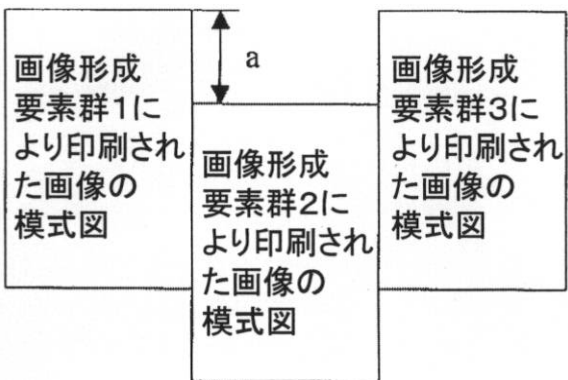 画像形成
要素群1に
より印刷され
た画像の
模式図
a
画像形成
要素群2に
より印刷され
た画像の
模式図
画像形成
要素群3に
より印刷され
た画像の
模式図